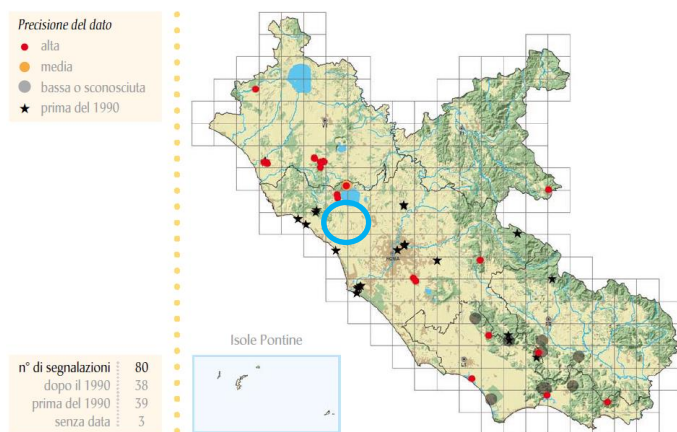 Precisione del dato
alta
media
bassa o sconosciuta
prima del 1990
Isole Pontine
n° di segnalazioni 80
dopo il 1990 38
prima del 1990 39
senza data 3